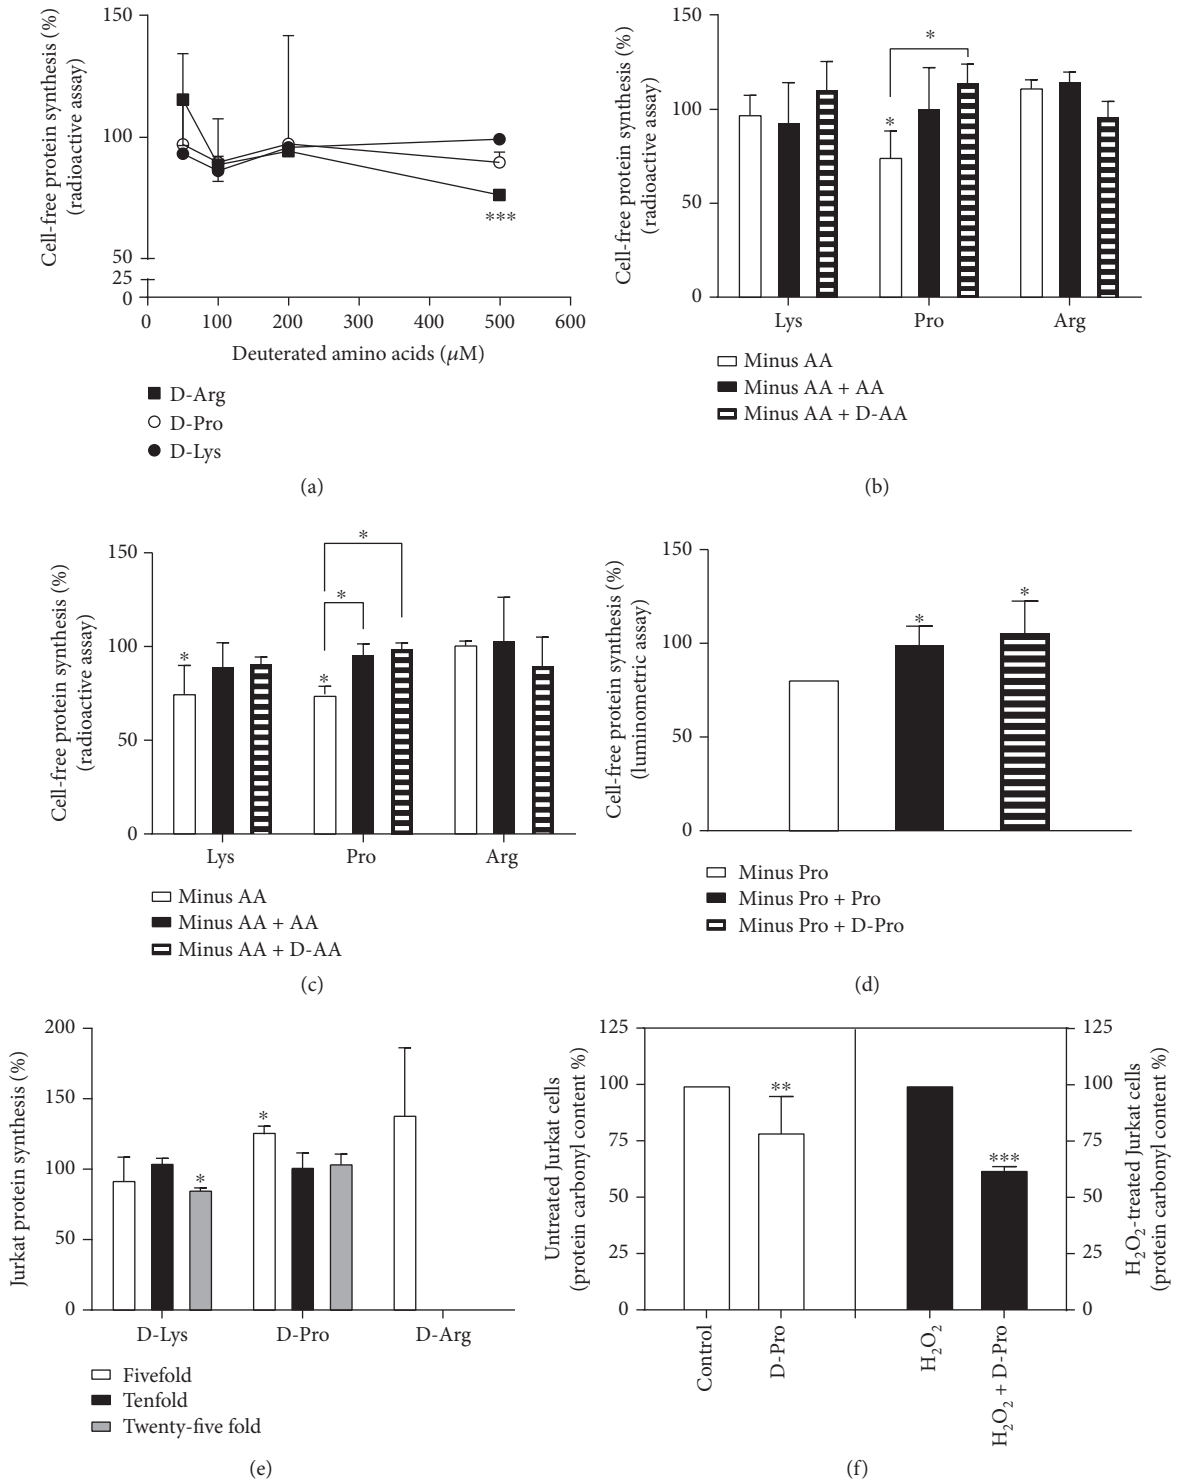 Cell-free protein synthesis (%)
(radioactive assay)
150
100
50
25
0
0 100 200 300 400 500 600
***
Deuterated amino acids (μM)
D-Arg
D-Pro
D-Lys
(a)
Cell-free protein synthesis (%)
(radioactive assay)
150
100
50
0
*
*
Lys Pro Arg
Minus AA
Minus AA + AA
Minus AA + D-AA
(b)
Cell-free protein synthesis (%)
(radioactive assay)
150
100
50
0
*
*
*
*
Lys Pro Arg
Minus AA
Minus AA + AA
Minus AA + D-AA
(c)
Cell-free protein synthesis (%)
(luminometric assay)
150
100
50
0
*
*
Minus Pro
Minus Pro + Pro
Minus Pro + D-Pro
(d)
Jurkat protein synthesis (%)
200
150
100
50
0
*
*
D-Lys D-Pro D-Arg
Fivefold
Tenfold
Twenty-five fold
(e)
Untreated Jurkat cells
(protein carbonyl content %)
125
100
75
50
25
0
**
***
125
100
75
50
25
0
H₂O₂-treated Jurkat cells
(protein carbonyl content %)
Control
D-Pro
H₂O₂
H₂O₂ + D-Pro
(f)